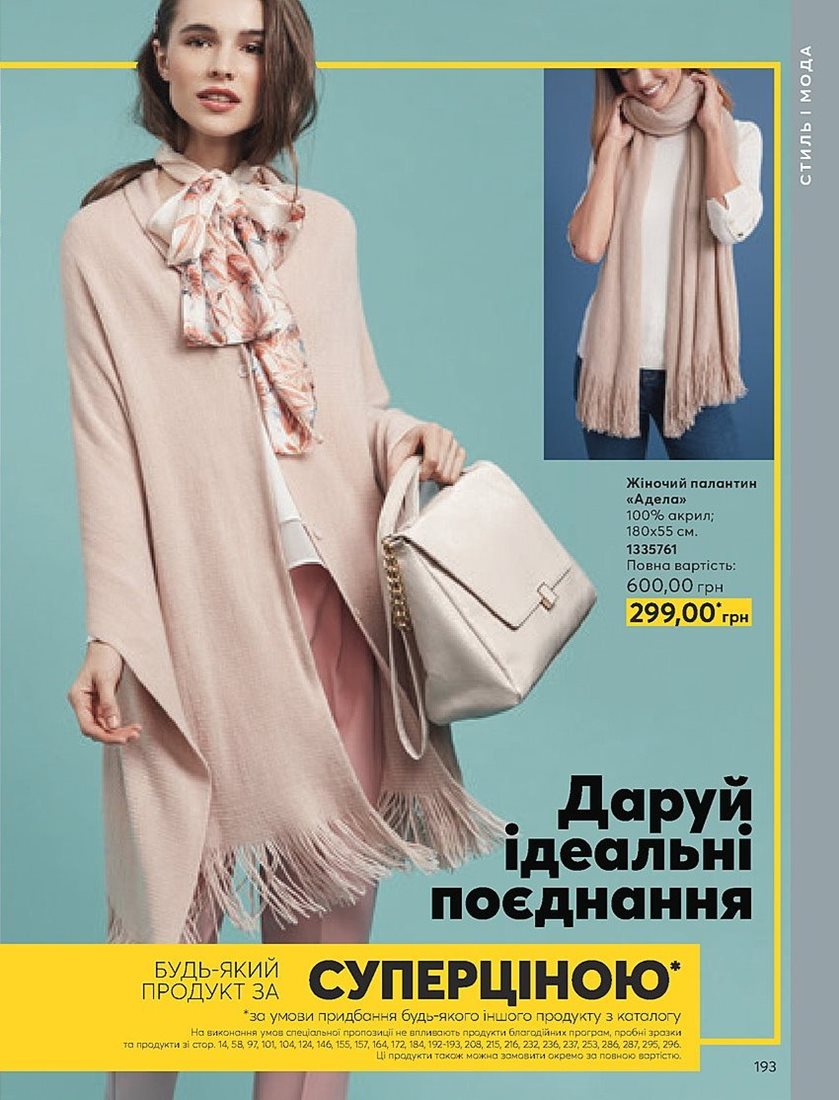 СТИЛЬ І МОДА
Жіночий палантин
«Адела»
100% акрил;
180х55 см.
1335761
Повна вартість:
600,00 грн
299,00* грн
Даруй
ідеальні
поєднання
БУДЬ-ЯКИЙ
ПРОДУКТ ЗА
СУПЕРЦІНОЮ*
*за умови придбання будь-якого іншого продукту з каталогу
На виконання умов спеціальної пропозиції не впливають продукти благодійних програм, пробні зразки
та продукти зі стор. 14, 58, 97, 101, 104, 124, 146, 155, 157, 164, 172, 184, 192-193, 208, 215, 216, 232, 236, 237, 253, 286, 287, 295, 296.
Ці продукти також можна замовити окремо за повною вартістю.
193